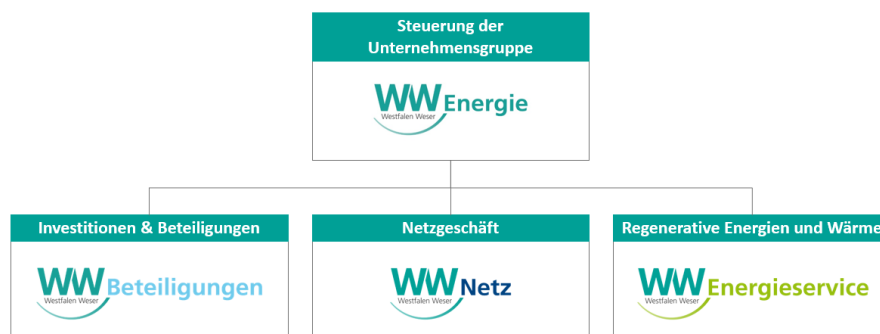 Steuerung der
Unternehmensgruppe
WW Energie
Westfalen Weser
Investitionen & Beteiligungen
Netzgeschäft
Regenerative Energien und Wärme
WW Beteiligungen
Westfalen Weser
WW Netz
Westfalen Weser
WW Energieservice
Westfalen Weser